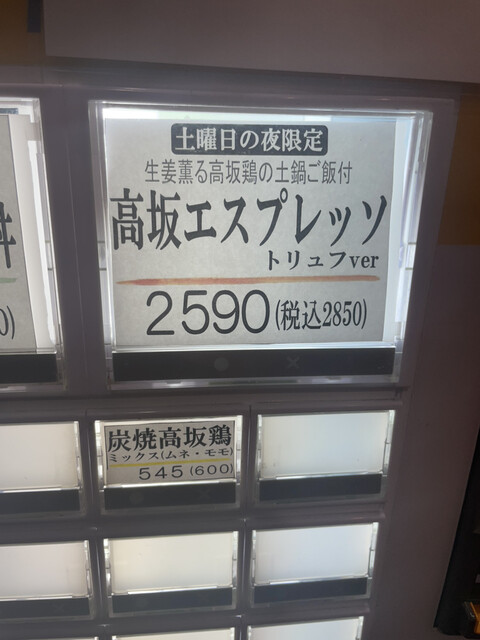 土曜日の夜限定
生姜薫る高坂鶏の土鍋ご飯付
高坂エスプレッソ
トリュフver
2590(税込2850)
丼
0)
炭焼高坂鶏
ミックス(ムネ・モモ)
545(600)